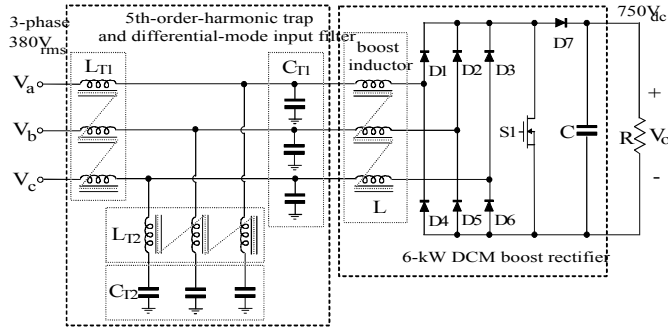 3-phase
380Vrms
5th-order-harmonic trap
and differential-mode input filter
boost
inductor
750Vdc
LT1
CT1
Va
Vb
Vc
D1
D2
D3
D7
S1
C
R
+
Vo
-
L
D4
D5
D6
LT2
CT2
6-kW DCM boost rectifier